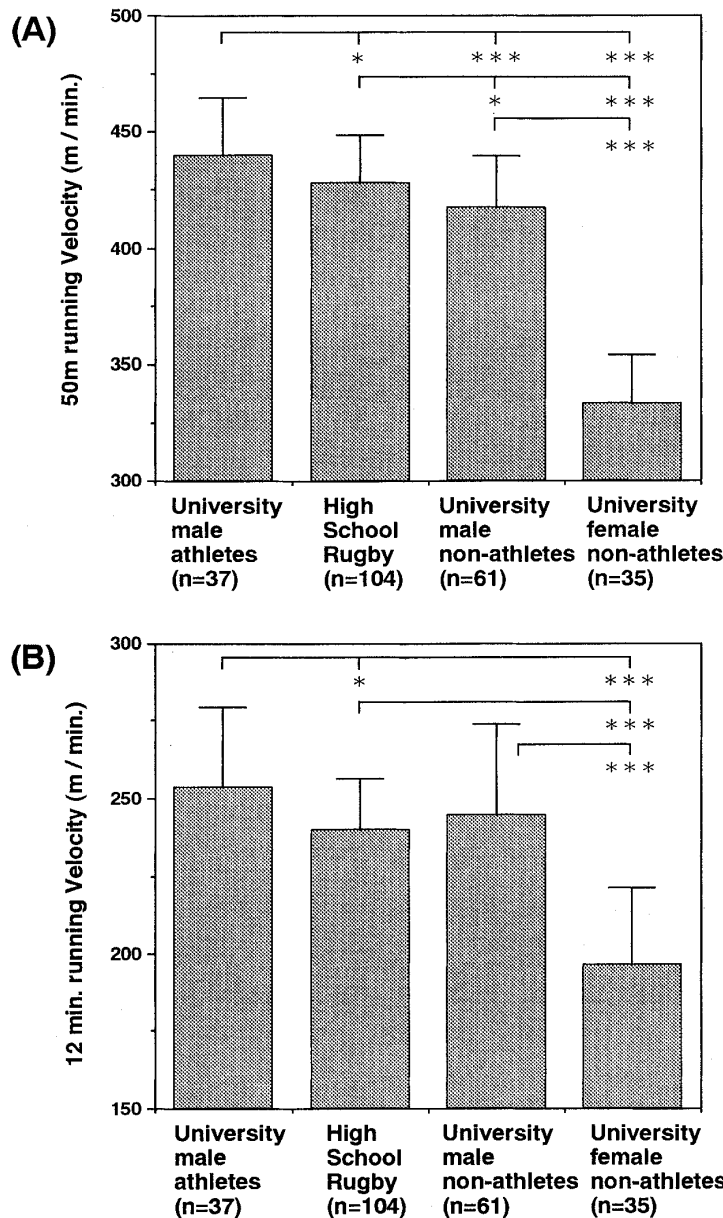 (A)
50m running Velocity (m / min.)
500
450
400
350
300
* *** ***
* ***
***
University male athletes (n=37)
High School Rugby (n=104)
University male non-athletes (n=61)
University female non-athletes (n=35)
(B)
12 min. running Velocity (m / min.)
300
250
200
150
* ***
***
***
University male athletes (n=37)
High School Rugby (n=104)
University male non-athletes (n=61)
University female non-athletes (n=35)